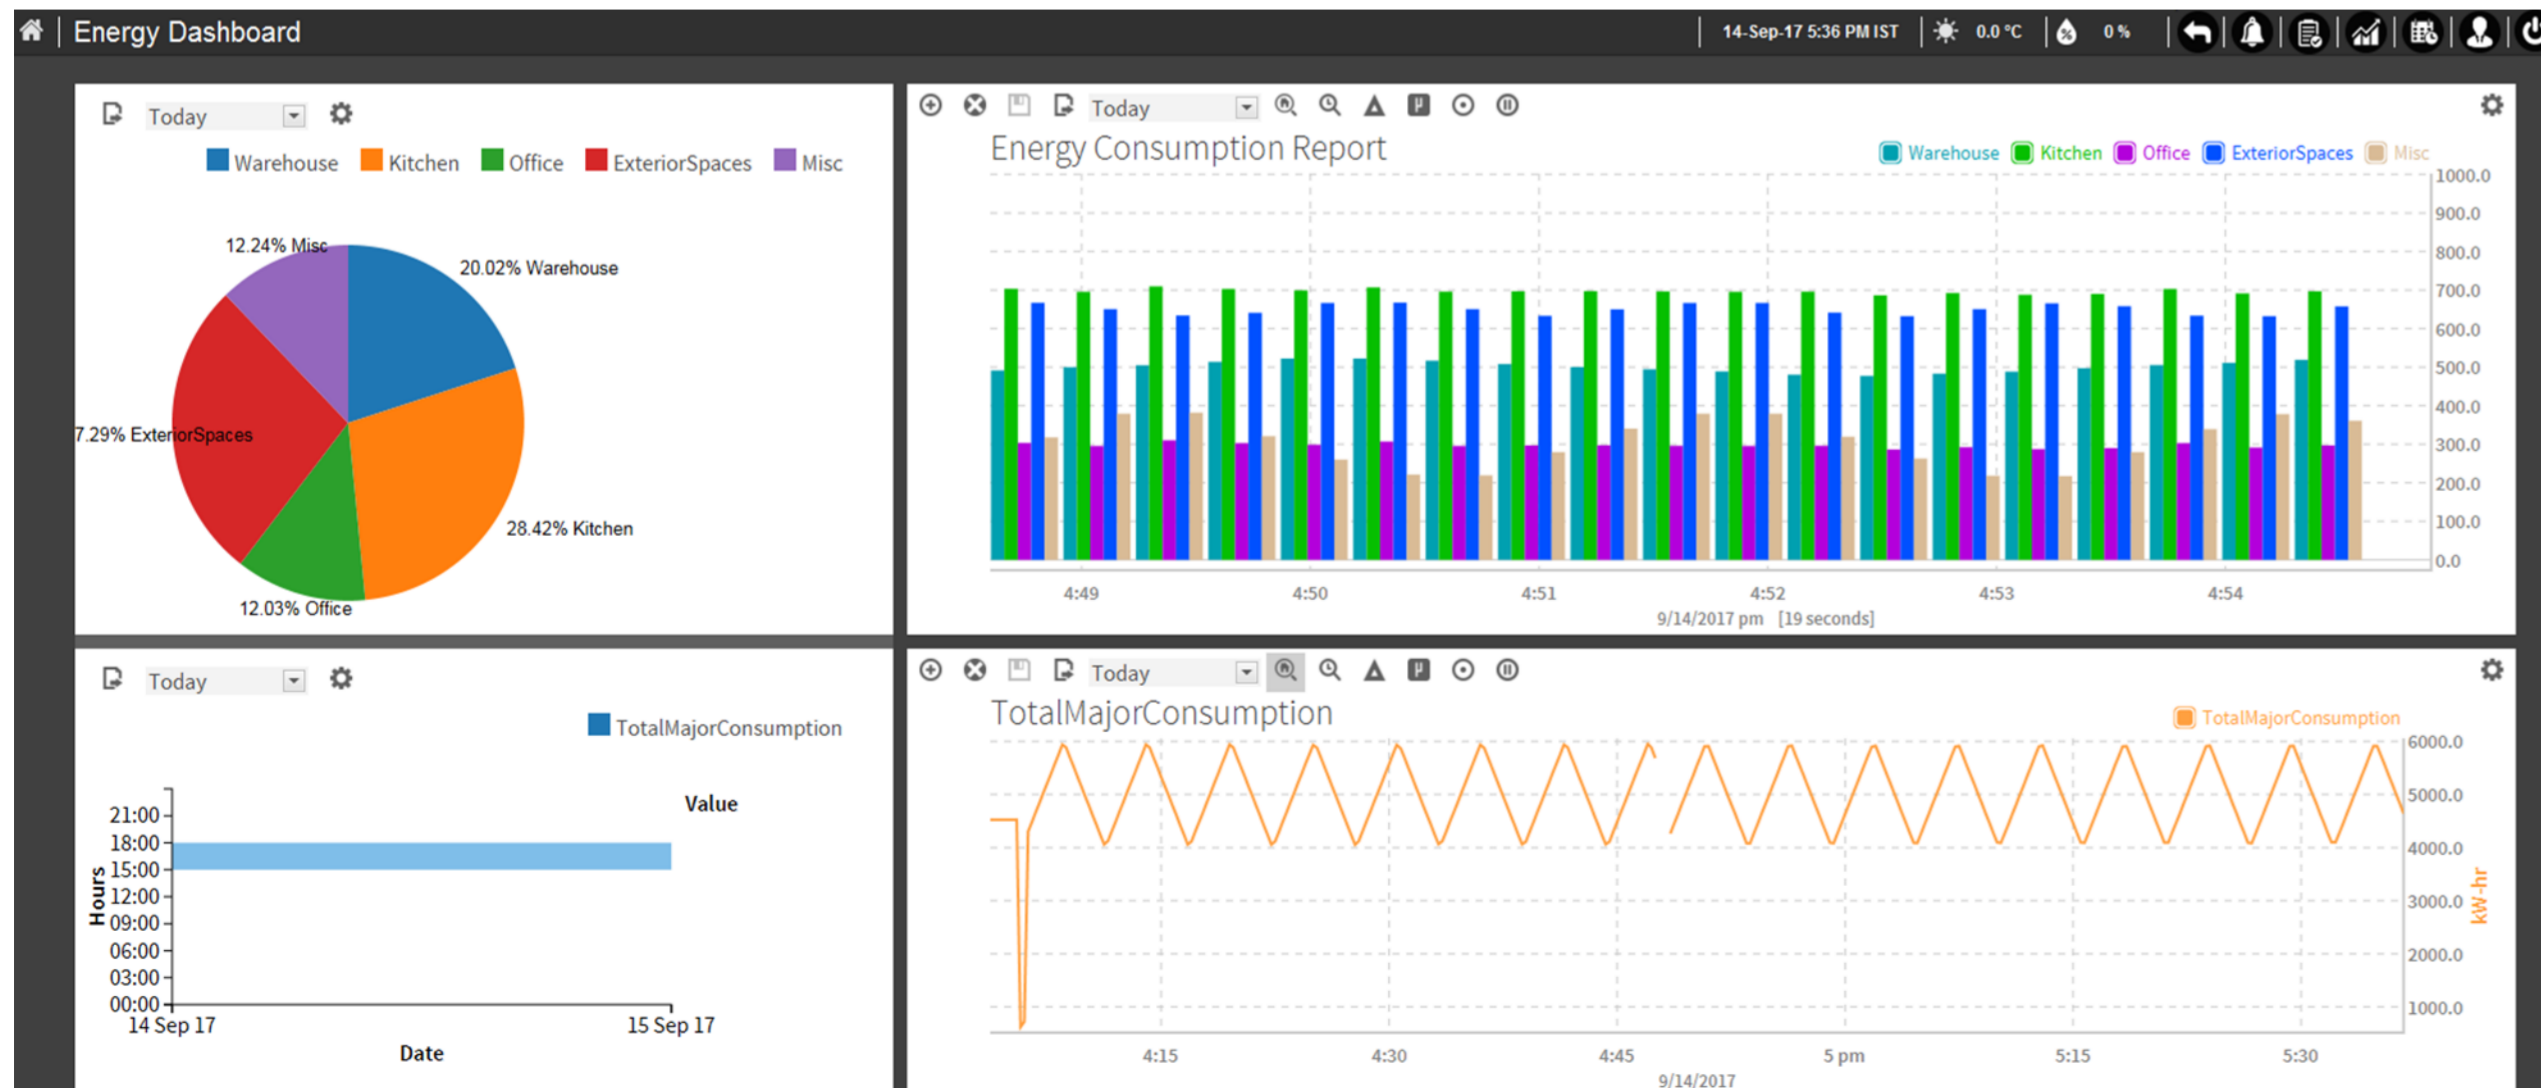 Energy Dashboard
14-Sep-17 5:36 PM IST
0.0 °C
0 %
Today
Warehouse Kitchen Office ExteriorSpaces Misc
12.24% Misc
20.02% Warehouse
7.29% ExteriorSpaces
28.42% Kitchen
12.03% Office
Today
Energy Consumption Report
Warehouse Kitchen Office ExteriorSpaces Misc
1000.0
900.0
800.0
700.0
600.0
500.0
400.0
300.0
200.0
100.0
0.0
4:49 4:50 4:51 4:52 4:53 4:54
9/14/2017 pm [19 seconds]
Today
TotalMajorConsumption
Value
21:00
18:00
15:00
12:00
09:00
06:00
03:00
00:00
Hours
14 Sep 17 15 Sep 17
Date
Today
TotalMajorConsumption
TotalMajorConsumption
6000.0
5000.0
4000.0
3000.0
2000.0
1000.0
kW-hr
4:15 4:30 4:45 5 pm 5:15 5:30
9/14/2017